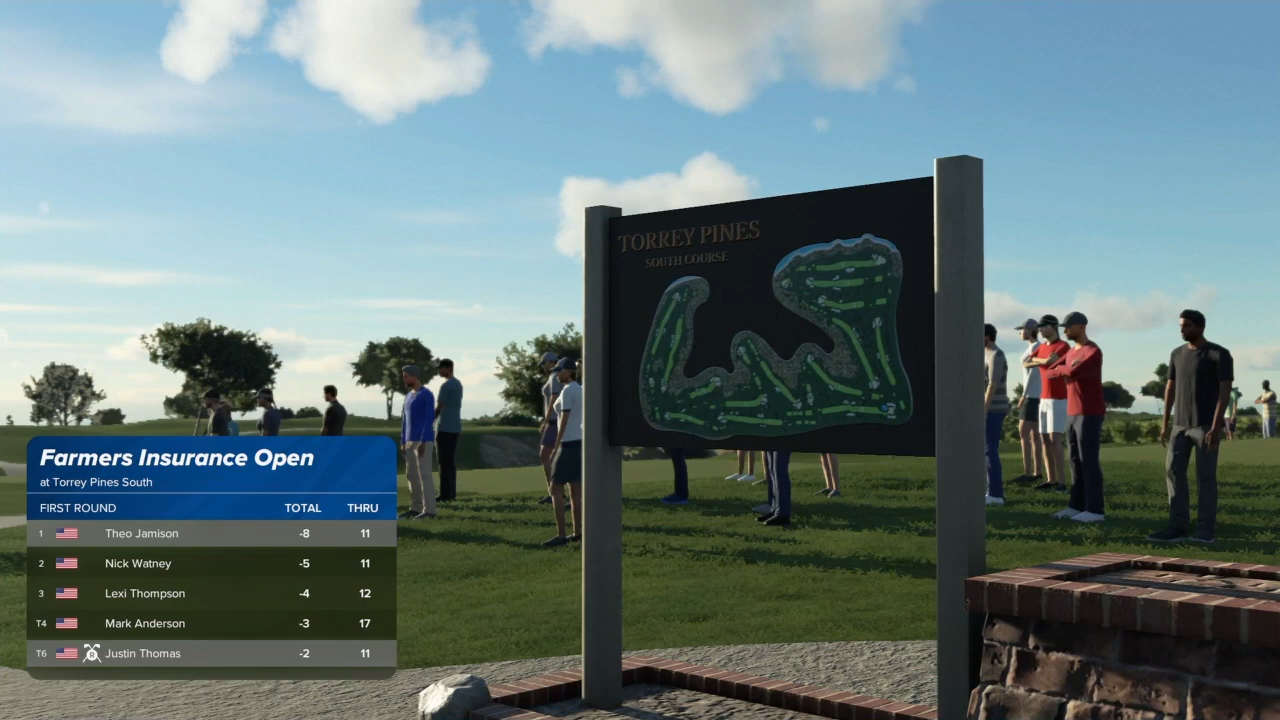 TORREY PINES
SOUTH COURSE
Farmers Insurance Open
at Torrey Pines South
FIRST ROUND TOTAL THRU
1 Theo Jamison -8 11
2 Nick Watney -5 11
3 Lexi Thompson -4 12
T4 Mark Anderson -3 17
T6 R Justin Thomas -2 11